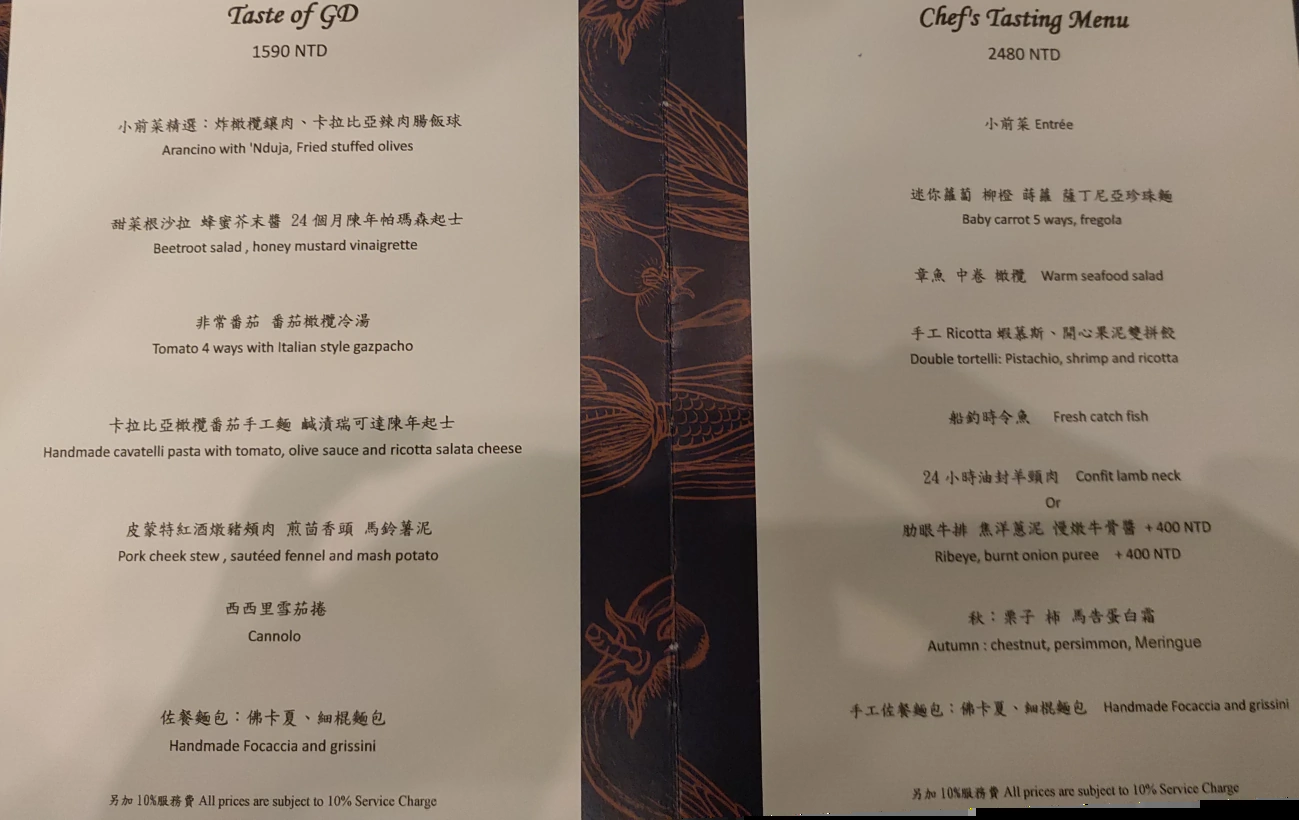 Taste of GD
1590 NTD
小前菜精選：炸橄欖鑲肉、卡拉比亞辣肉腸飯球
Arancino with 'Nduja, Fried stuffed olives
甜菜根沙拉 蜂蜜芥末醬 24 個月陳年帕瑪森起士
Beetroot salad , honey mustard vinaigrette
非常番茄 番茄橄欖冷湯
Tomato 4 ways with Italian style gazpacho
卡拉比亞橄欖番茄手工麵 鹹漬瑞可達陳年起士
Handmade cavatelli pasta with tomato, olive sauce and ricotta salata cheese
皮蒙特紅酒燉豬頰肉 煎茴香頭 馬鈴薯泥
Pork cheek stew , sautéed fennel and mash potato
西西里雪茄捲
Cannolo
佐餐麵包：佛卡夏、細棍麵包
Handmade Focaccia and grissini
另加 10%服務費 All prices are subject to 10% Service Charge
Chef's Tasting Menu
2480 NTD
小前菜 Entrée
迷你蘿蔔 柳橙 蒔蘿 薩丁尼亞珍珠麵
Baby carrot 5 ways, fregola
章魚 中卷 橄欖 Warm seafood salad
手工 Ricotta 蝦慕斯、開心果泥雙拼餃
Double tortelli: Pistachio, shrimp and ricotta
船釣時令魚 Fresh catch fish
24 小時油封羊頸肉 Confit lamb neck
Or
肋眼牛排 焦洋蔥泥 慢燉牛骨醬 + 400 NTD
Ribeye, burnt onion puree + 400 NTD
秋：栗子 柿 馬告蛋白霜
Autumn : chestnut, persimmon, Meringue
手工佐餐麵包：佛卡夏、細棍麵包 Handmade Focaccia and grissini
另加 10%服務費 All prices are subject to 10% Service Charge